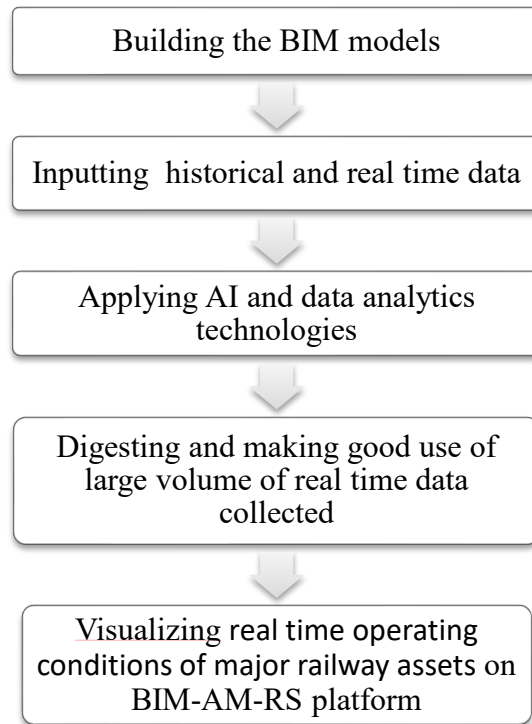 Building the BIM models
Inputting  historical and real time data
Applying AI and data analytics
technologies
Digesting and making good use of
large volume of real time data
collected
Visualizing real time operating
conditions of major railway assets on
BIM-AM-RS platform